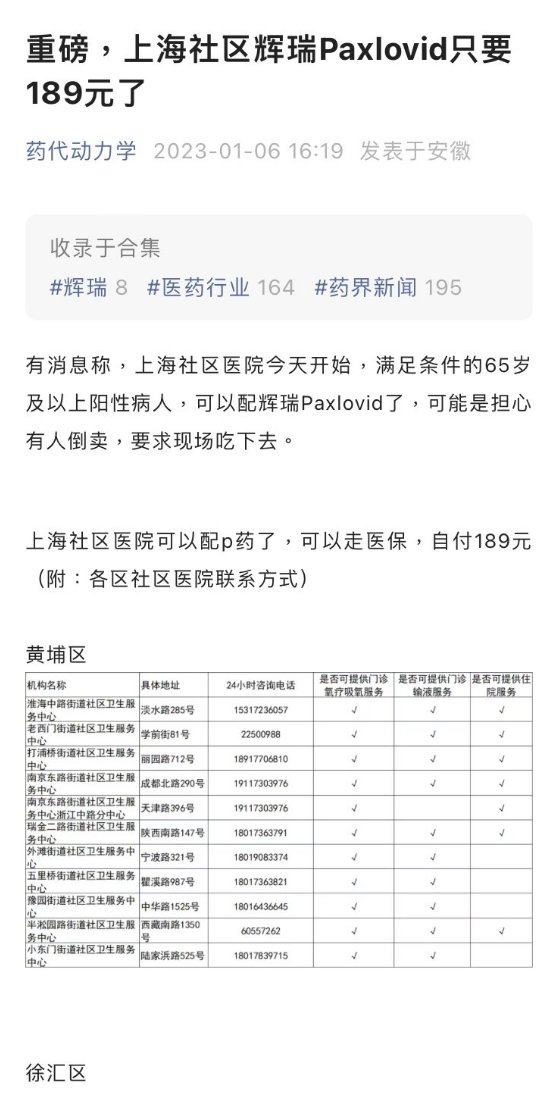 重磅，上海社区辉瑞Paxlovid只要
189元了
药代动力学 2023-01-06 16:19 发表于安徽
收录于合集
#辉瑞 8 #医药行业 164 #药界新闻 195
有消息称，上海社区医院今天开始，满足条件的65岁
及以上阳性病人，可以配辉瑞Paxlovid了，可能是担心
有人倒卖，要求现场吃下去。
上海社区医院可以配p药了，可以走医保，自付189元
（附：各区社区医院联系方式）
黄埔区
机构名称 具体地址 24小时咨询电话 是否可提供门诊氧疗吸氧服务 是否可提供门诊输液服务 是否可提供住院服务
淮海中路街道社区卫生服务中心 淡水路285号 15317236057 √ √ √
老西门街道社区卫生服务中心 学前街81号 22500988 √ √ √
打浦桥街道社区卫生服务中心 丽园路712号 18917706810 √ √ √
南京东路街道社区卫生服务中心 成都北路290号 19117303976 √ √ √
南京东路街道社区卫生服务中心浙江中路分中心 天津路396号 19117303976 √ √
瑞金二路街道社区卫生服务中心 陕西南路147号 18017363791 √ √ √
外滩街道社区卫生服务中心 宁波路321号 18019083374 √ √
五里桥街道社区卫生服务中心 瞿溪路987号 18017363821 √ √
豫园街道社区卫生服务中心 中华路1525号 18016436645 √ √
半淞园路街道社区卫生服务中心 西藏南路1350号 60557262 √ √ √
小东门街道社区卫生服务中心 陆家浜路525号 18017839715 √ √
徐汇区